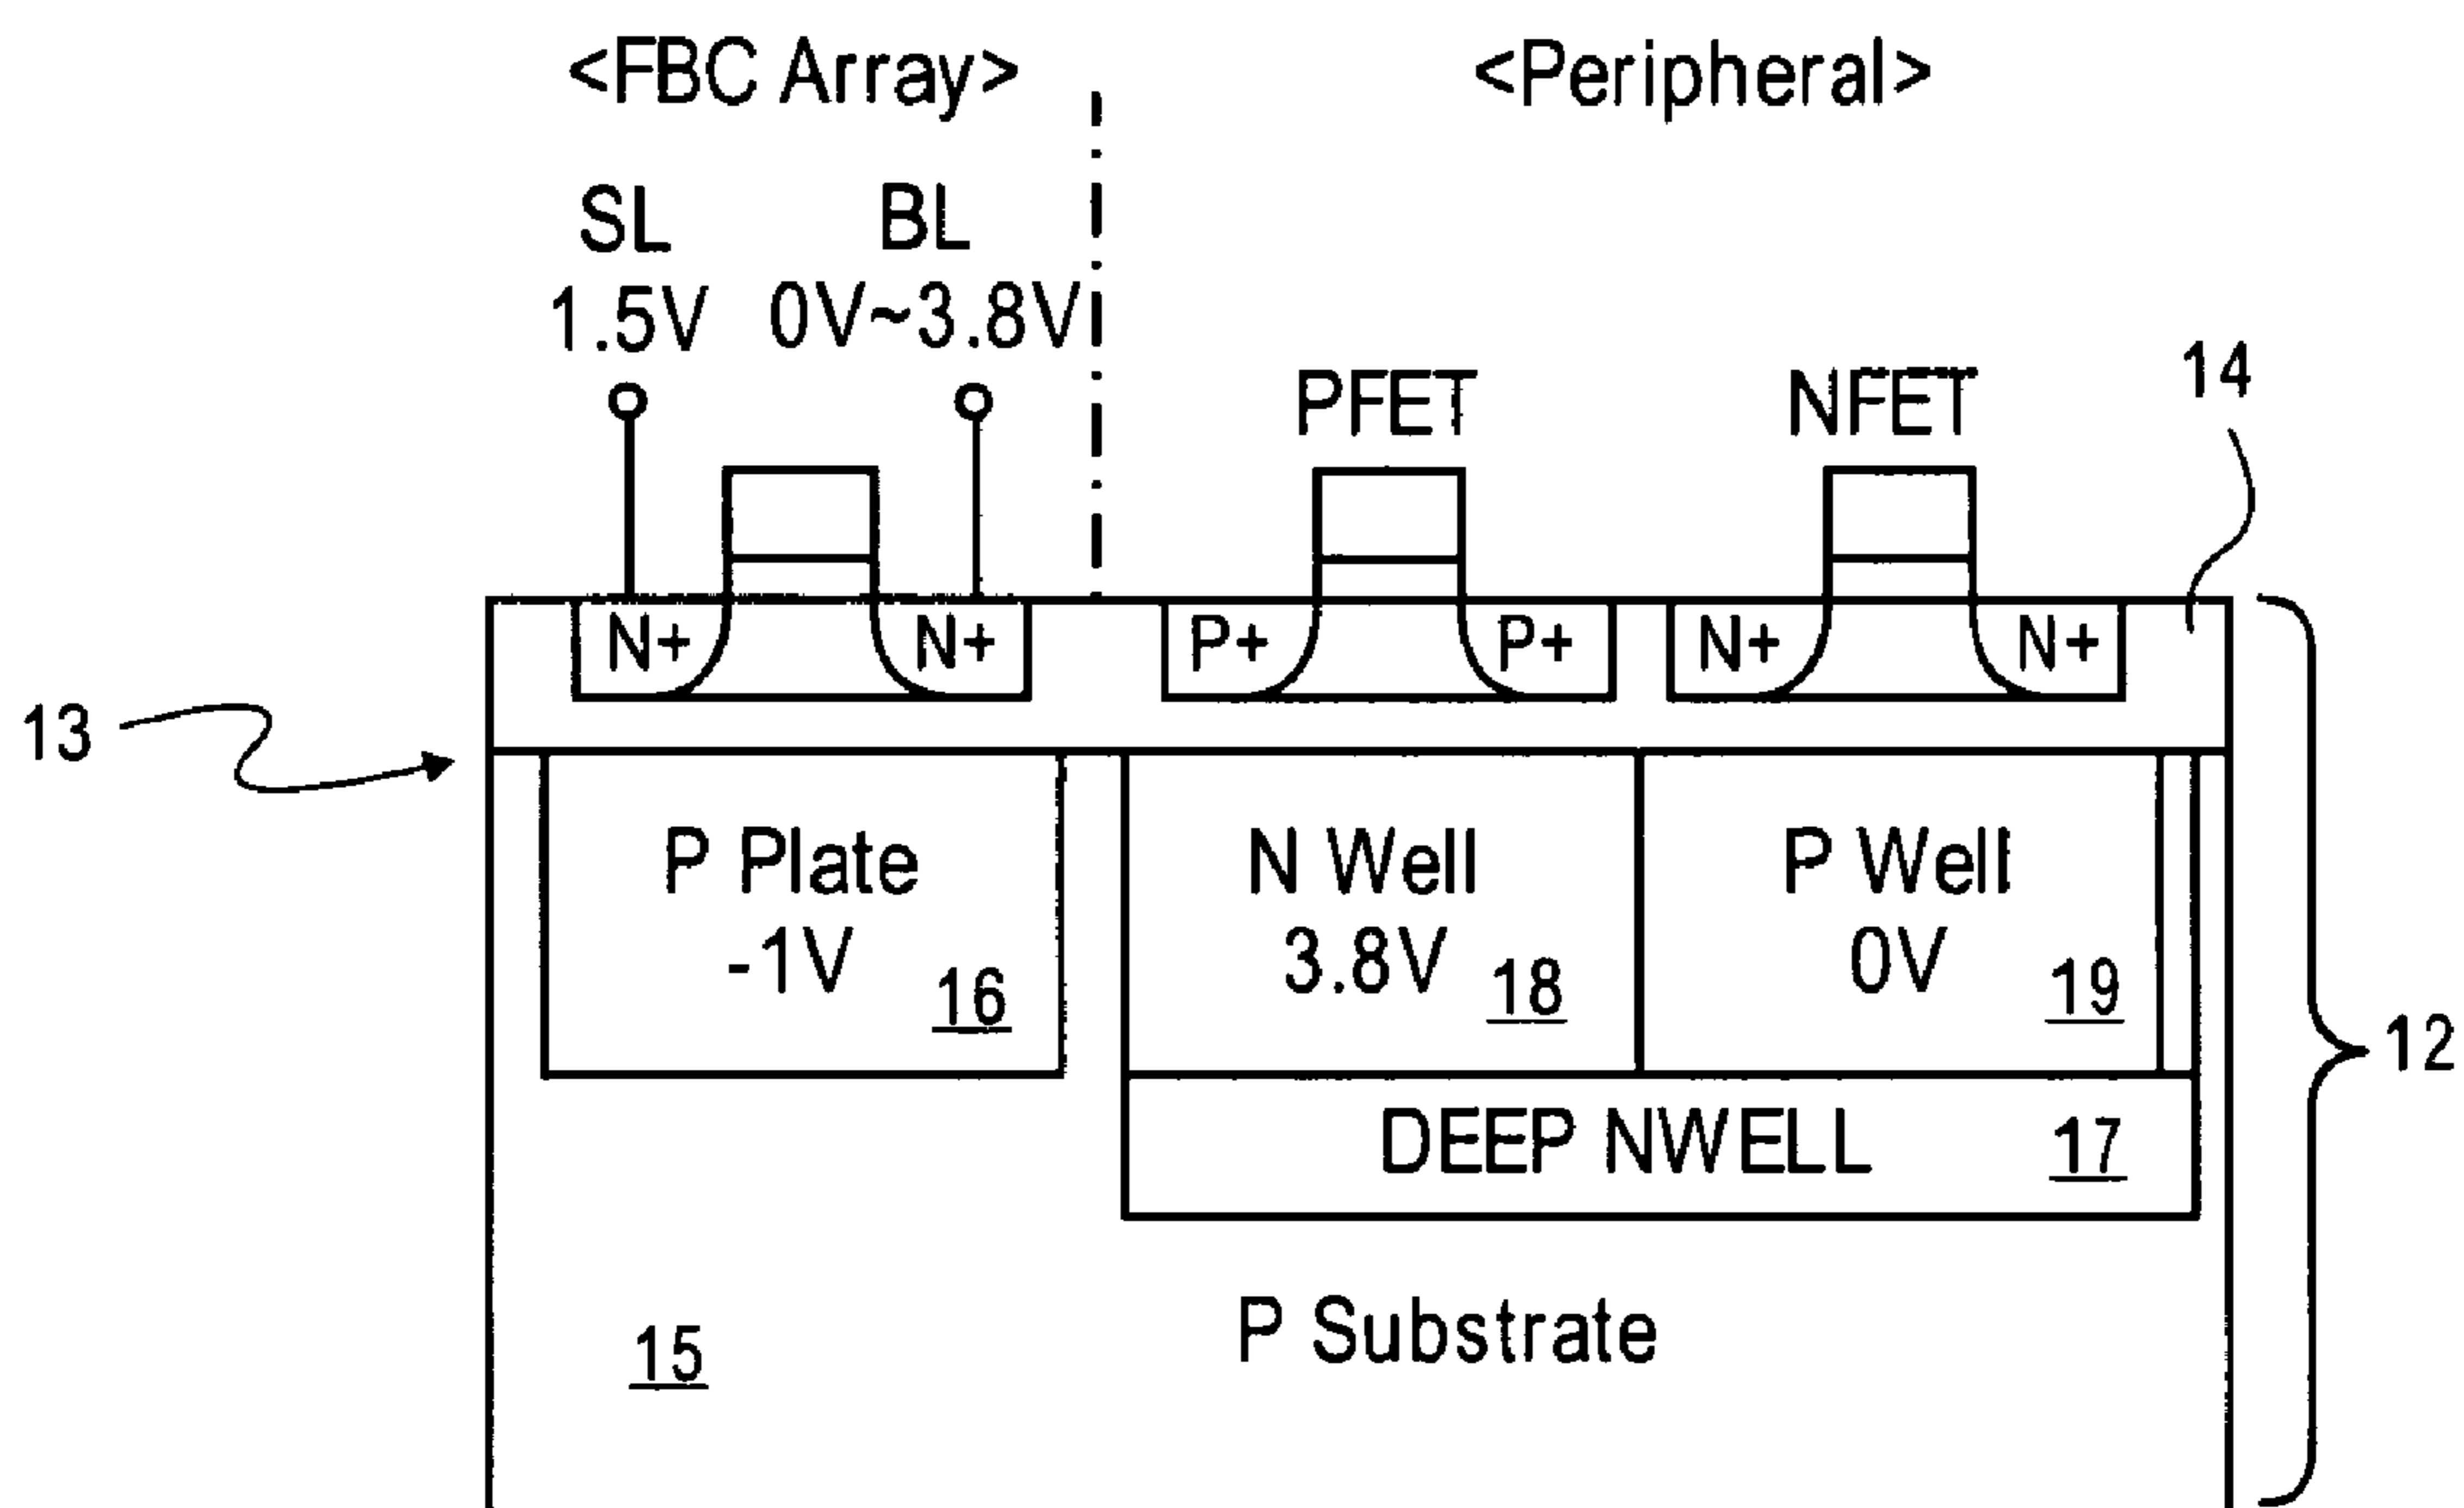 <FBC Array> <Peripheral>
SL BL
1.5V 0V~3.8V
PFET NFET 14
N+ N+ P+ P+ N+ N+
13
P Plate N Well P Well
-1V 3.8V 0V
16 18 19
12
DEEP NWELL 17
P Substrate
15